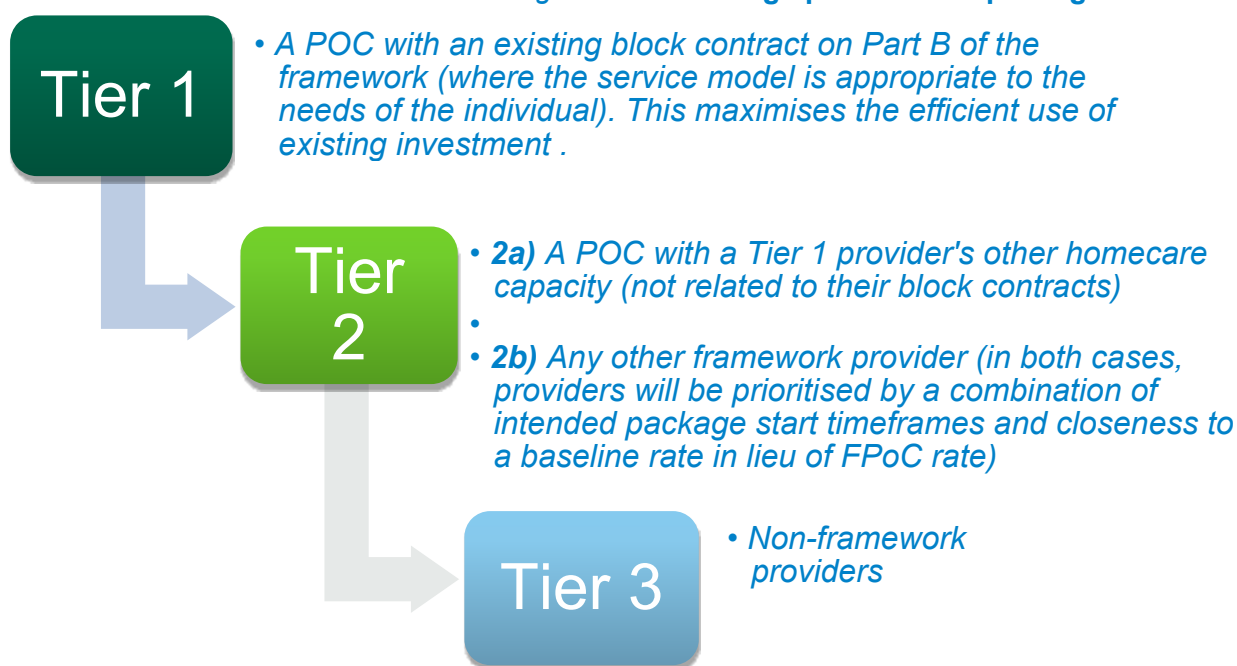 Tier 1
• A POC with an existing block contract on Part B of the
framework (where the service model is appropriate to the
needs of the individual). This maximises the efficient use of
existing investment .
Tier
2
• 2a) A POC with a Tier 1 provider's other homecare
capacity (not related to their block contracts)
•
• 2b) Any other framework provider (in both cases,
providers will be prioritised by a combination of
intended package start timeframes and closeness to
a baseline rate in lieu of FPoC rate)
Tier 3
• Non-framework
providers